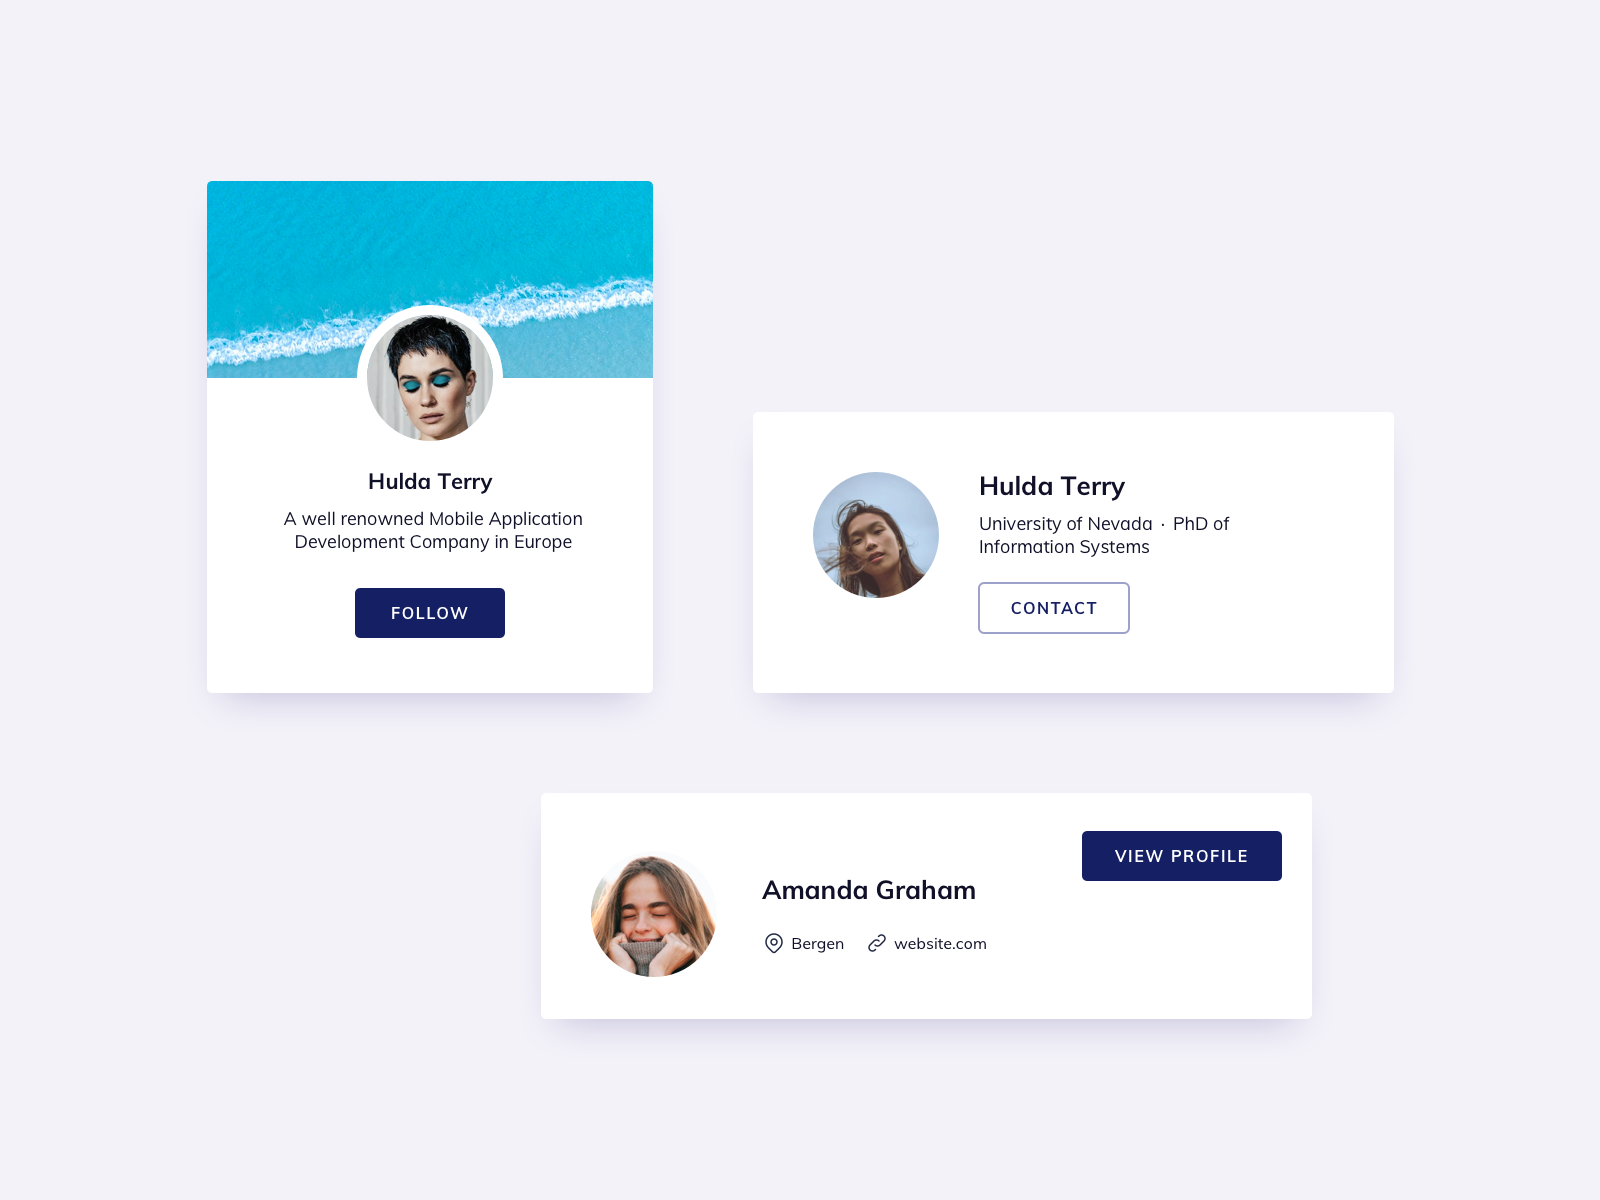 Hulda Terry
A well renowned Mobile Application
Development Company in Europe
FOLLOW
Hulda Terry
University of Nevada · PhD of
Information Systems
CONTACT
VIEW PROFILE
Amanda Graham
Bergen website.com